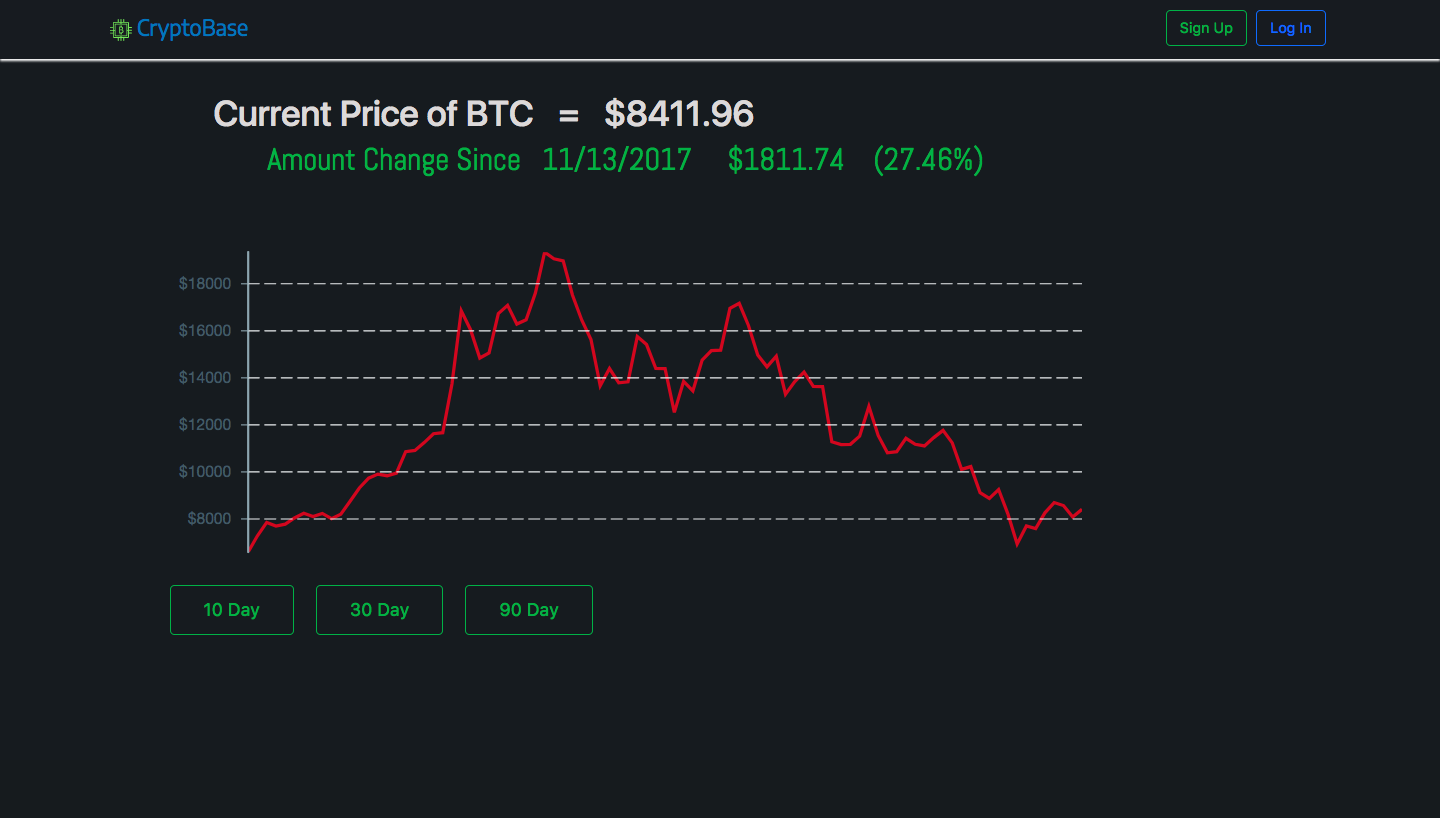 CryptoBase Sign Up Log In
Current Price of BTC = $8411.96
Amount Change Since 11/13/2017 $1811.74 (27.46%)
$18000
$16000
$14000
$12000
$10000
$8000
10 Day 30 Day 90 Day